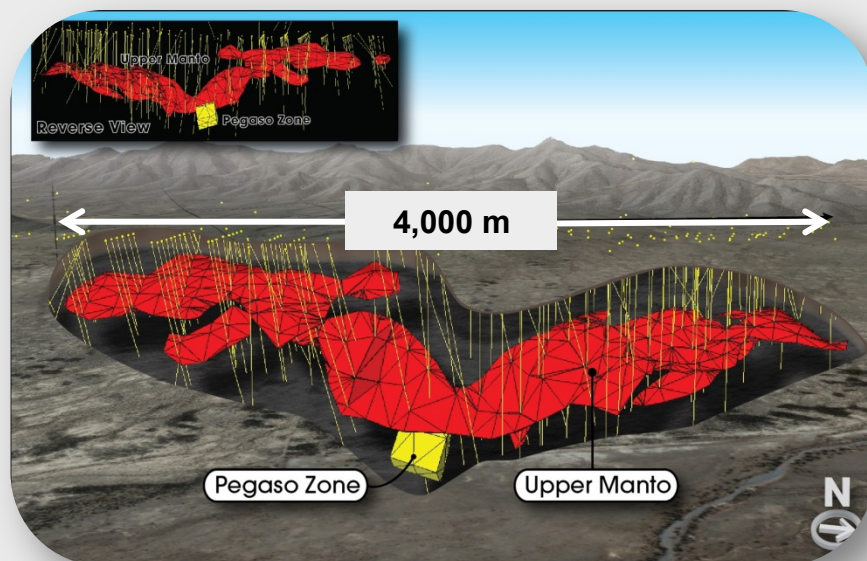 Upper Manto
Pegaso Zone
Reverse View
4,000 m
Pegaso Zone
Upper Manto
N